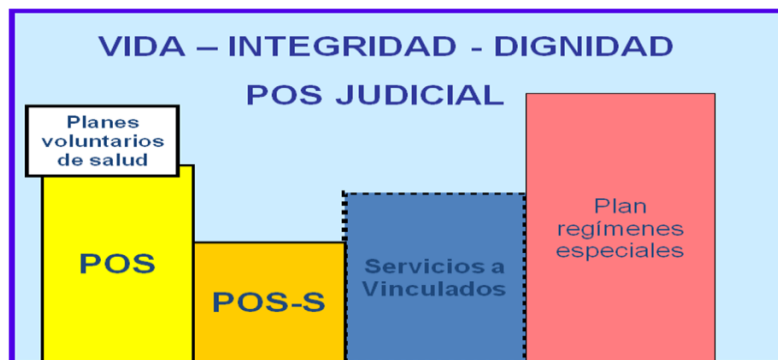 VIDA – INTEGRIDAD - DIGNIDAD
POS JUDICIAL
Planes
voluntarios
de salud
POS
POS-S
Servicios a
Vinculados
Plan
regímenes
especiales